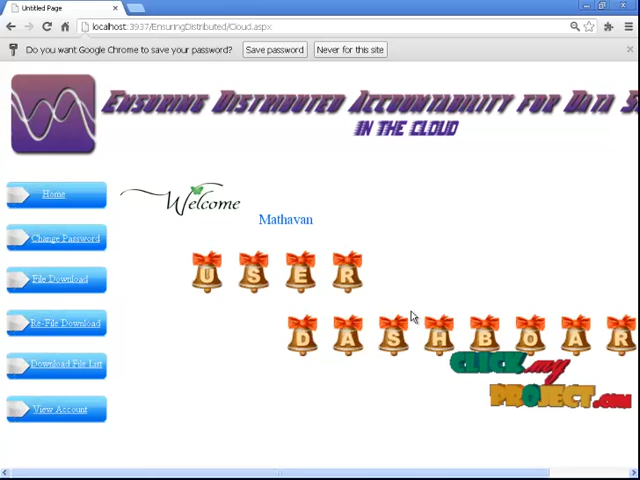 Untitled Page
localhost:3937/EnsuringDistributed/Cloud.aspx
Do you want Google Chrome to save your password?
Save password
Never for this site
Ensuring Distributed Accountability for Data S
in the Cloud
Home
Change Password
File Download
Re-File Download
Download File List
View Account
Welcome
Mathavan
USER
DASHBOAR
CLICK.my
PROJECT.com